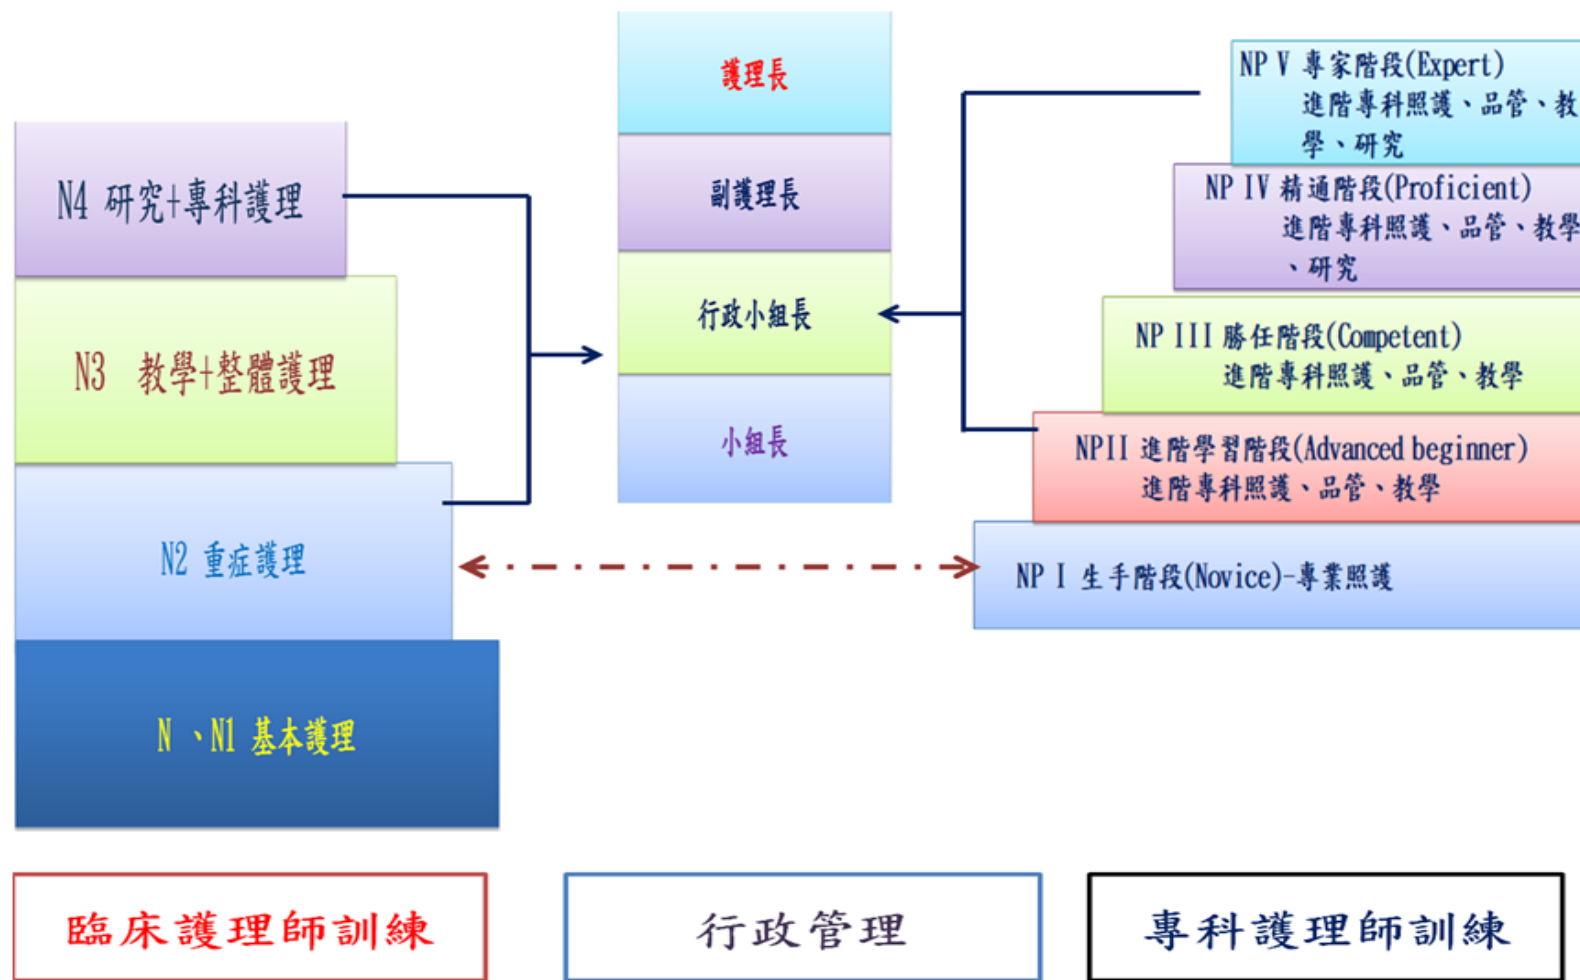 N4 研究+專科護理
N3 教學+整體護理
N2 重症護理
N 、N1 基本護理
臨床護理師訓練
護理長
副護理長
行政小組長
小組長
行政管理
NP V 專家階段(Expert)
進階專科照護、品管、教
學、研究
NP IV 精通階段(Proficient)
進階專科照護、品管、教學
、研究
NP III 勝任階段(Competent)
進階專科照護、品管、教學
NPII 進階學習階段(Advanced beginner)
進階專科照護、品管、教學
NP I 生手階段(Novice)-專業照護
專科護理師訓練